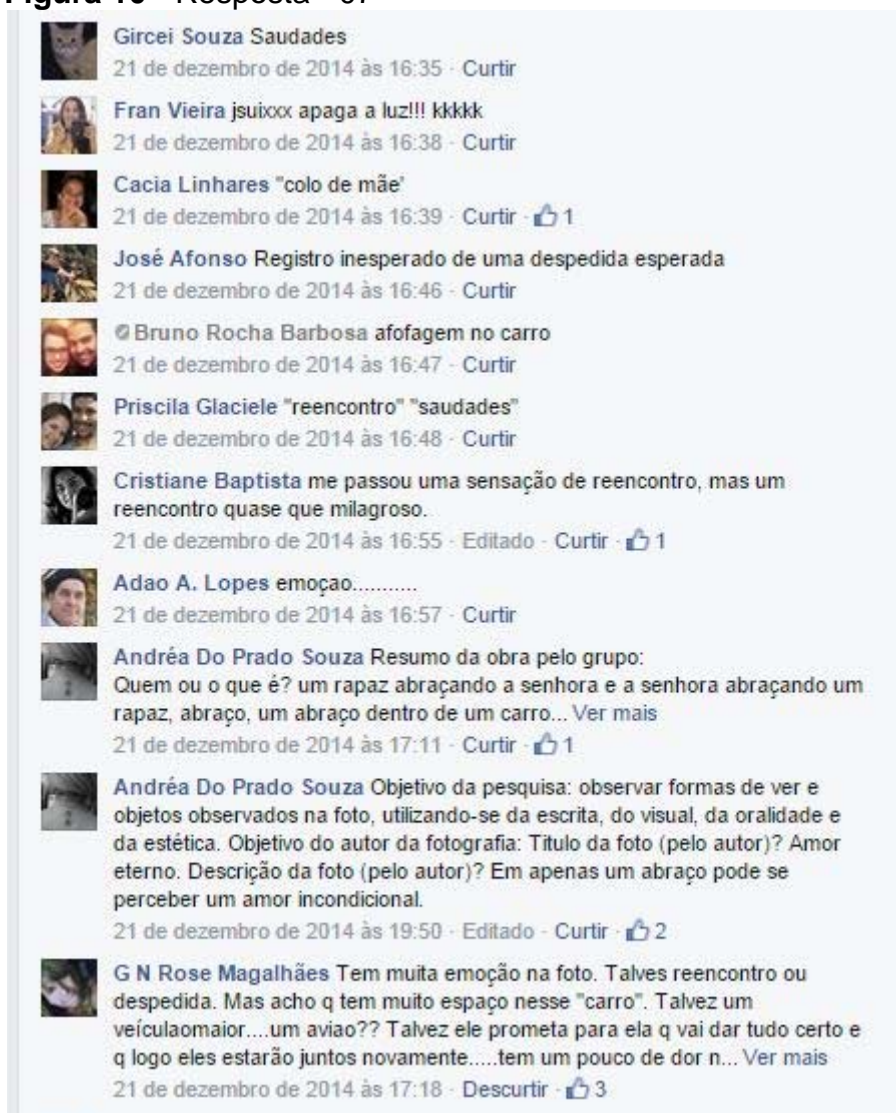 Gircei Souza Saudades
21 de dezembro de 2014 às 16:35 · Curtir
Fran Vieira jsuixxx apaga a luz!!! kkkkk
21 de dezembro de 2014 às 16:38 · Curtir
Cacia Linhares "colo de mãe'
21 de dezembro de 2014 às 16:39 · Curtir · 1
José Afonso Registro inesperado de uma despedida esperada
21 de dezembro de 2014 às 16:46 · Curtir
Bruno Rocha Barbosa afofagem no carro
21 de dezembro de 2014 às 16:47 · Curtir
Priscila Glaciele "reencontro" "saudades"
21 de dezembro de 2014 às 16:48 · Curtir
Cristiane Baptista me passou uma sensação de reencontro, mas um
reencontro quase que milagroso.
21 de dezembro de 2014 às 16:55 · Editado · Curtir · 1
Adao A. Lopes emoçao...........
21 de dezembro de 2014 às 16:57 · Curtir
Andréa Do Prado Souza Resumo da obra pelo grupo:
Quem ou o que é? um rapaz abraçando a senhora e a senhora abraçando um
rapaz, abraço, um abraço dentro de um carro... Ver mais
21 de dezembro de 2014 às 17:11 · Curtir · 1
Andréa Do Prado Souza Objetivo da pesquisa: observar formas de ver e
objetos observados na foto, utilizando-se da escrita, do visual, da oralidade e
da estética. Objetivo do autor da fotografia: Titulo da foto (pelo autor)? Amor
eterno. Descrição da foto (pelo autor)? Em apenas um abraço pode se
perceber um amor incondicional.
21 de dezembro de 2014 às 19:50 · Editado · Curtir · 2
G N Rose Magalhães Tem muita emoção na foto. Talves reencontro ou
despedida. Mas acho q tem muito espaço nesse "carro". Talvez um
veículaomaior....um aviao?? Talvez ele prometa para ela q vai dar tudo certo e
q logo eles estarão juntos novamente.....tem um pouco de dor n... Ver mais
21 de dezembro de 2014 às 17:18 · Descurtir · 3